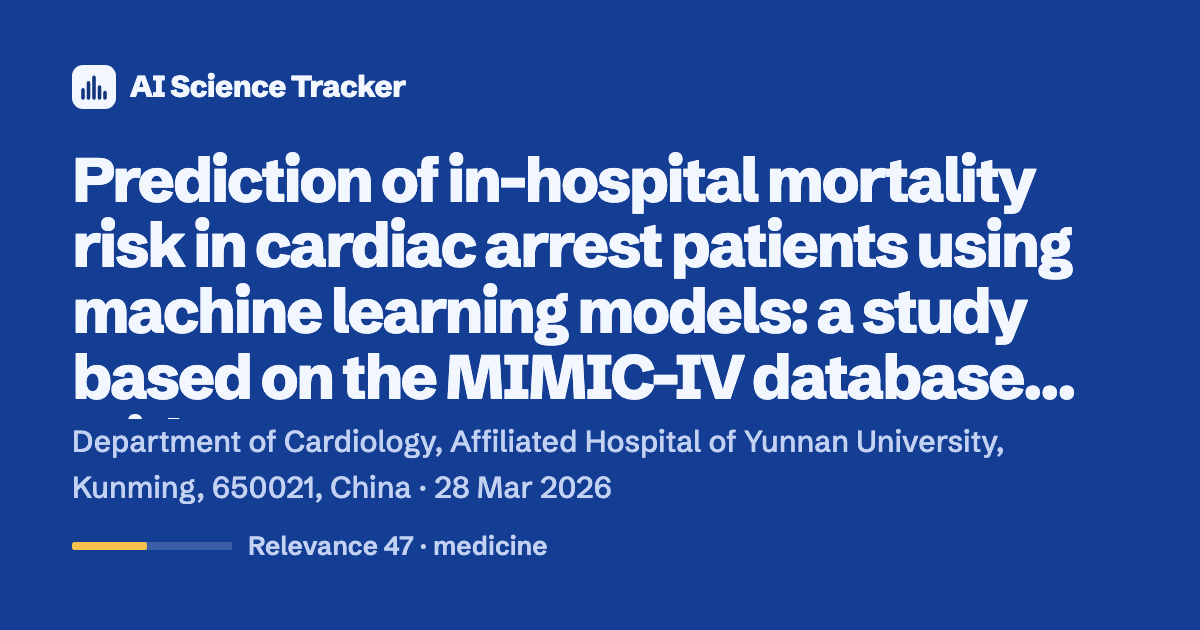 AI Science Tracker
Prediction of in-hospital mortality
risk in cardiac arrest patients using
machine learning models: a study
based on the MIMIC-IV database...
Department of Cardiology, Affiliated Hospital of Yunnan University,
Kunming, 650021, China · 28 Mar 2026
Relevance 47 · medicine